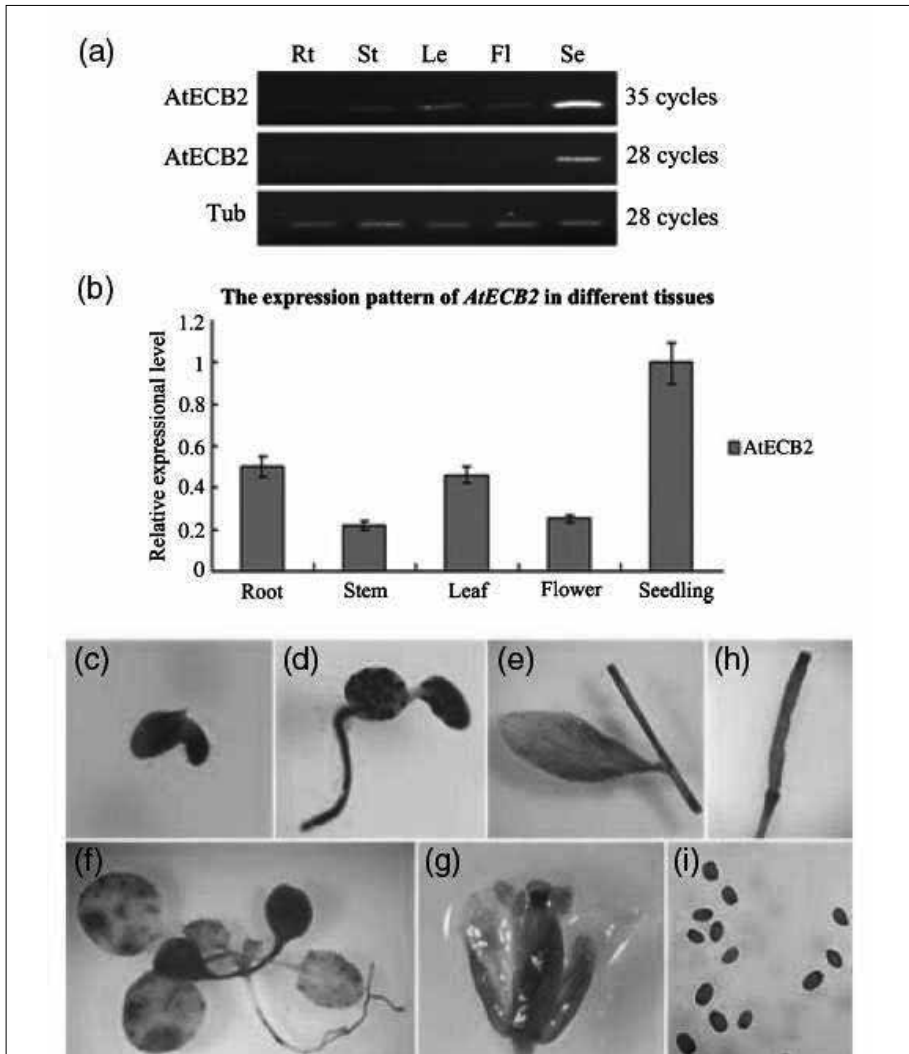 (a)
Rt St Le Fl Se
AtECB2 35 cycles
AtECB2 28 cycles
Tub 28 cycles
(b)
The expression pattern of AtECB2 in different tissues
Relative expressional level
1.2
1
0.8
0.6
0.4
0.2
0
Root Stem Leaf Flower Seedling
AtECB2
(c) (d) (e) (h)
(f) (g) (i)